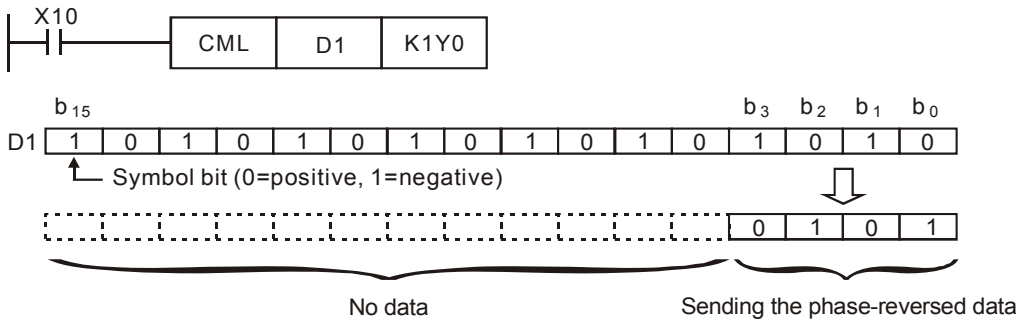 X10
CML D1 K1Y0
b15 b3 b2 b1 b0
D1 1 0 1 0 1 0 1 0 1 0 1 0 1 0 1 0
Symbol bit (0=positive, 1=negative)
0 1 0 1
No data Sending the phase-reversed data